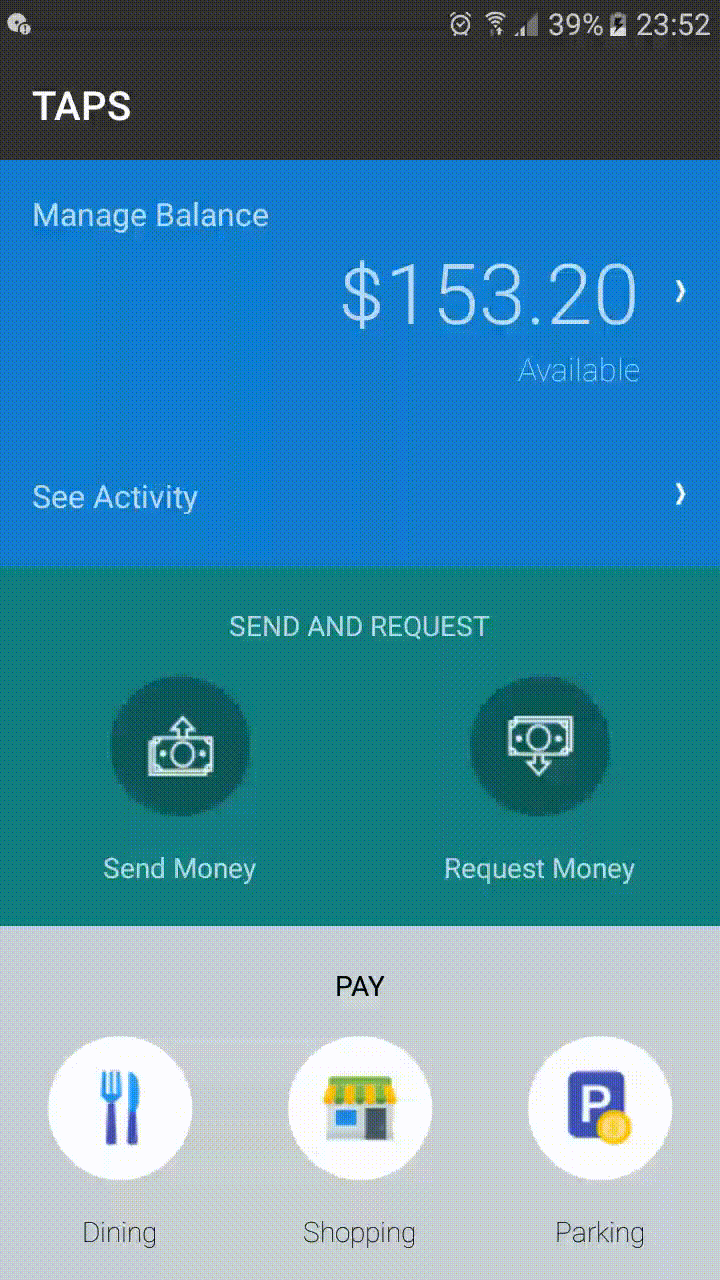 39% 23:52
TAPS
Manage Balance
$153.20
Available
See Activity
SEND AND REQUEST
Send Money Request Money
PAY
P
Dining Shopping Parking